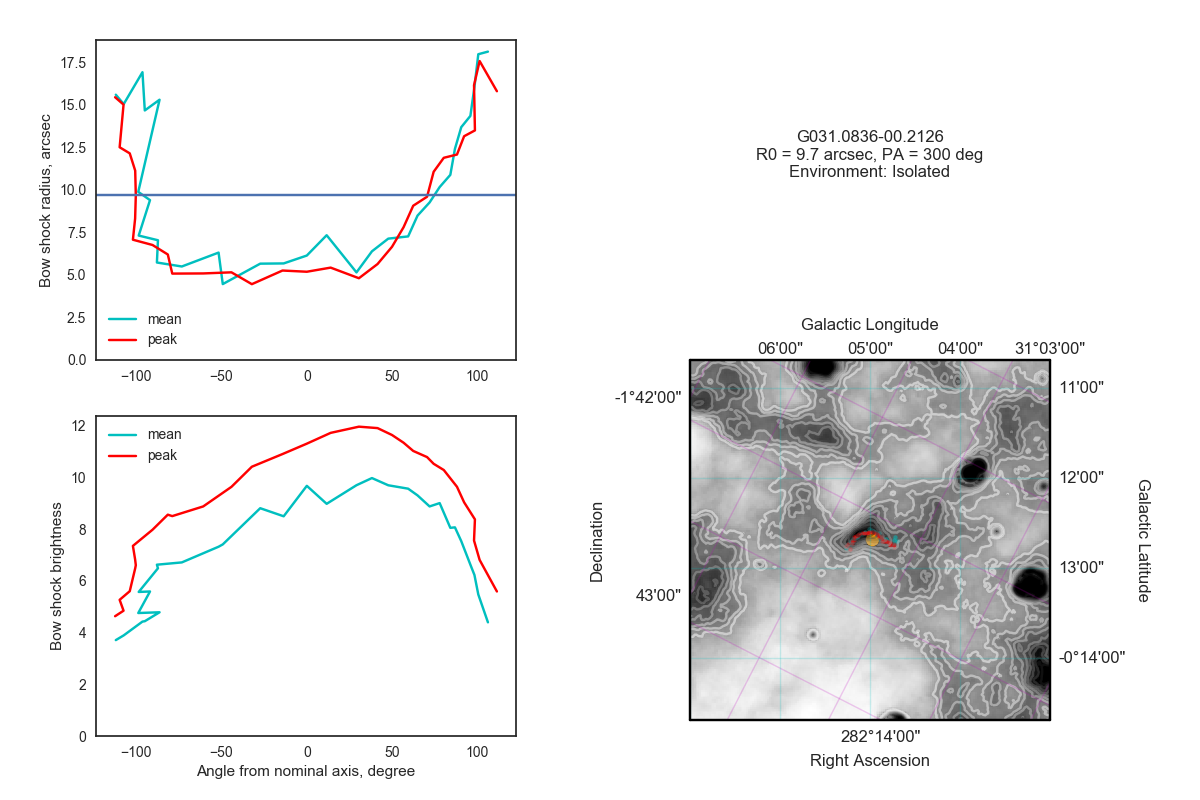 17.5
15.0
12.5
10.0
7.5
5.0
2.5
0.0
Bow shock radius, arcsec
mean
peak
−100
−50
0
50
100
G031.0836-00.2126
R0 = 9.7 arcsec, PA = 300 deg
Environment: Isolated
12
10
8
6
4
2
0
Bow shock brightness
mean
peak
−100
−50
0
50
100
Angle from nominal axis, degree
Galactic Longitude
06'00"
05'00"
04'00"
31°03'00"
-1°42'00"
43'00"
Declination
11'00"
12'00"
13'00"
-0°14'00"
Galactic Latitude
282°14'00"
Right Ascension